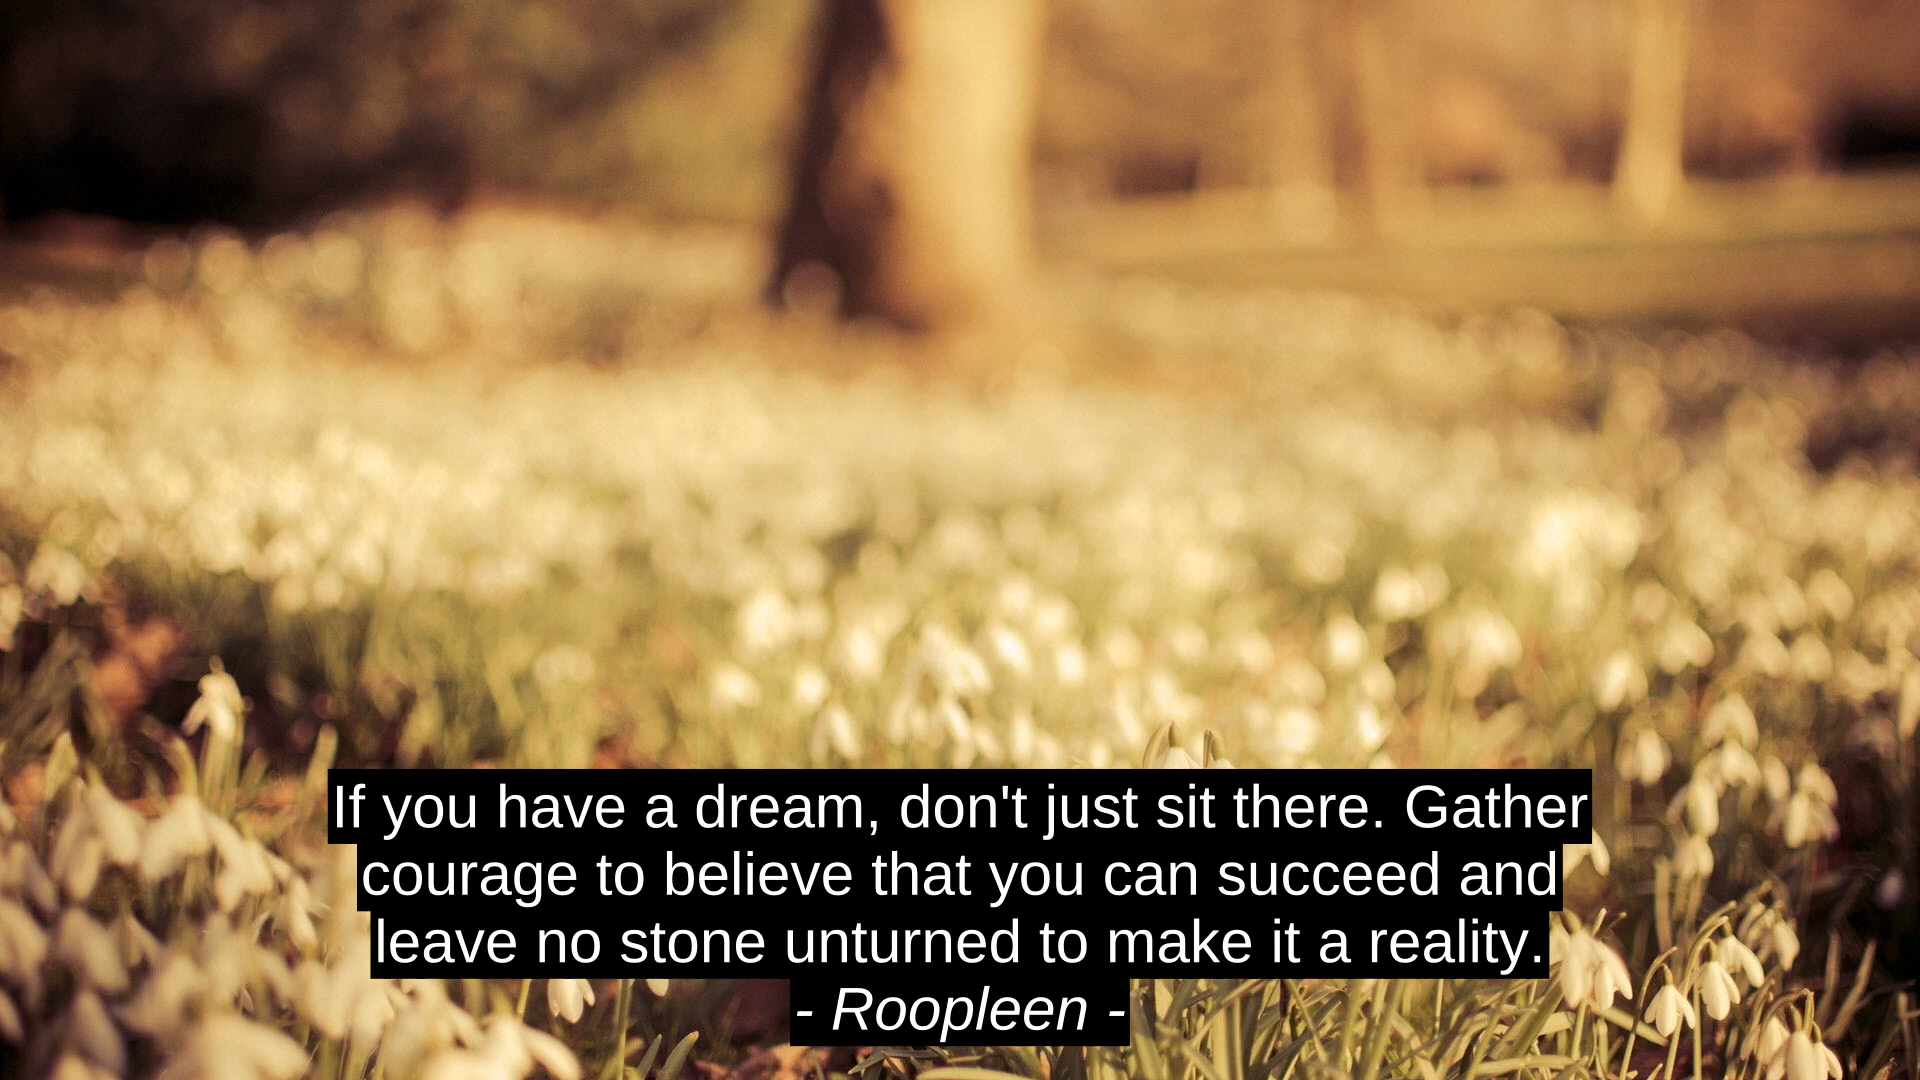 If you have a dream, don't just sit there. Gather
courage to believe that you can succeed and
leave no stone unturned to make it a reality.
- Roopleen -